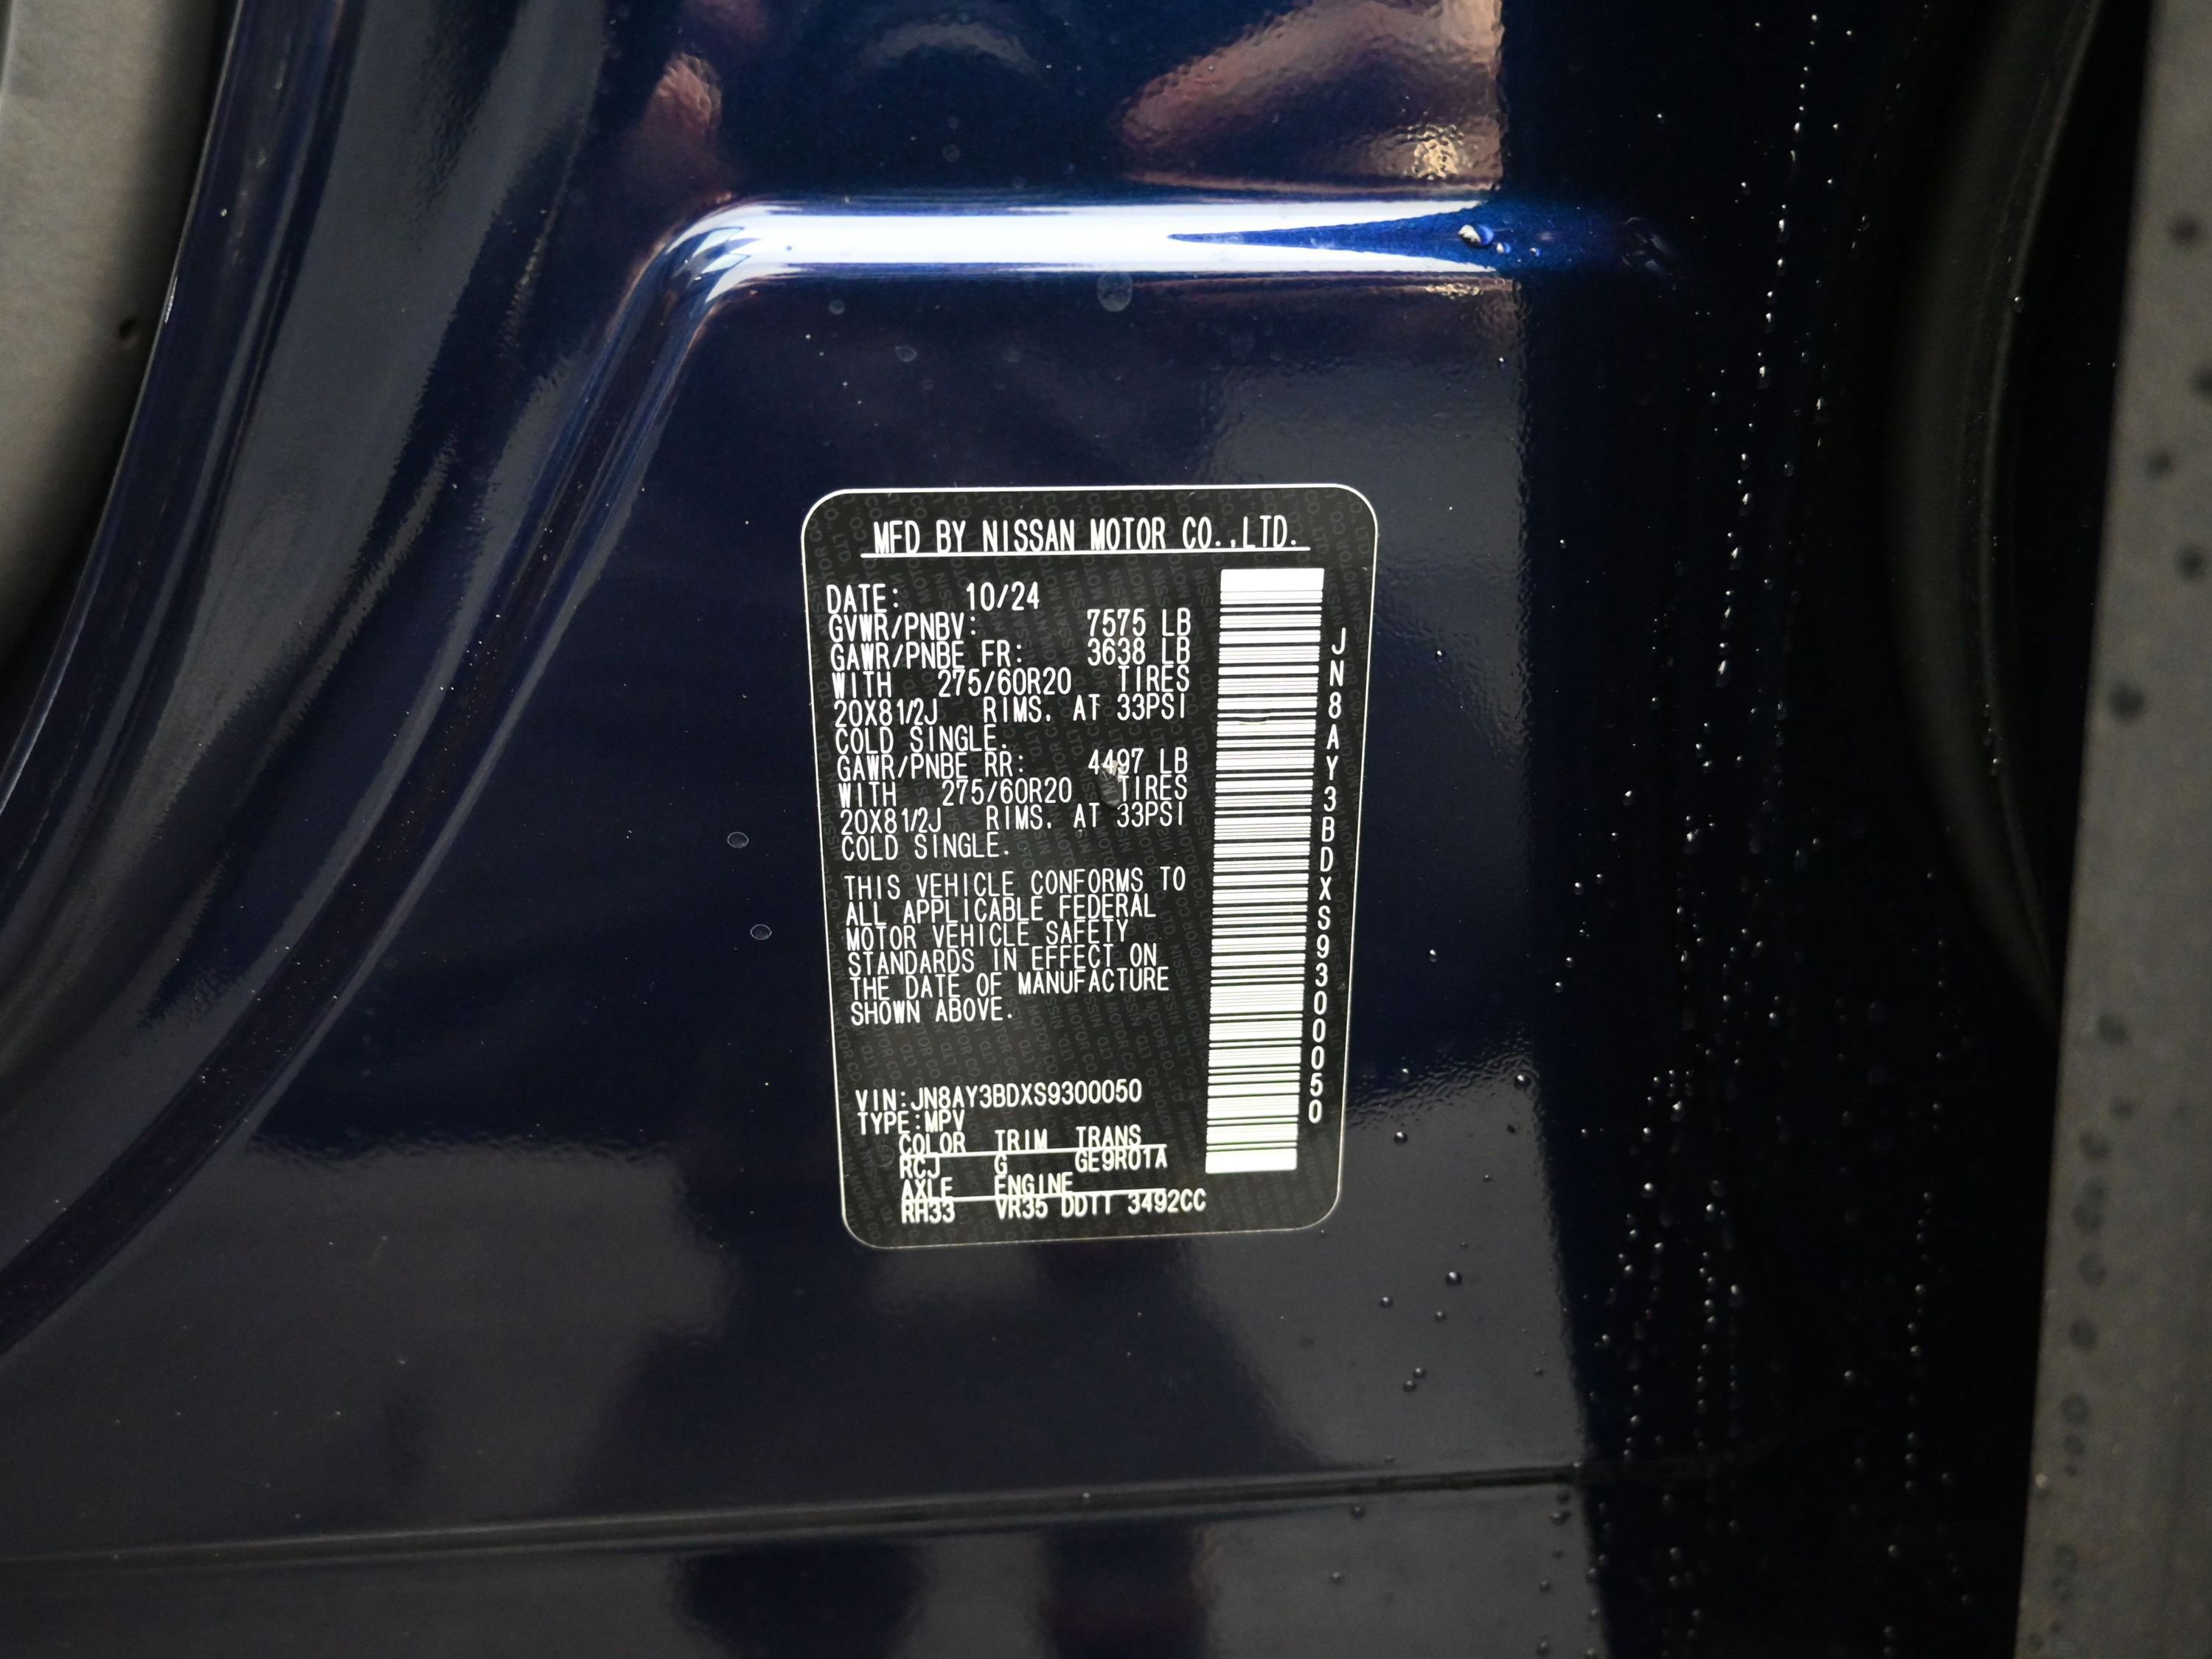 MFD BY NISSAN MOTOR CO.,LTD.
DATE: 10/24
GVWR/PNBV: 7575 LB
GAWR/PNBE FR: 3638 LB
WITH 275/60R20 TIRES
20X81/2J RIMS. AT 33PSI
COLD SINGLE.
GAWR/PNBE RR: 4497 LB
WITH 275/60R20 TIRES
20X81/2J RIMS. AT 33PSI
COLD SINGLE.
THIS VEHICLE CONFORMS TO
ALL APPLICABLE FEDERAL
MOTOR VEHICLE SAFETY
STANDARDS IN EFFECT ON
THE DATE OF MANUFACTURE
SHOWN ABOVE.
VIN:JN8AY3BDXS9300050
TYPE:MPV
COLOR TRIM TRANS
RCJ G GE9R01A
AXLE ENGINE
RH33 VR35 DDTT 3492CC
JN8AY3BDXS9300050